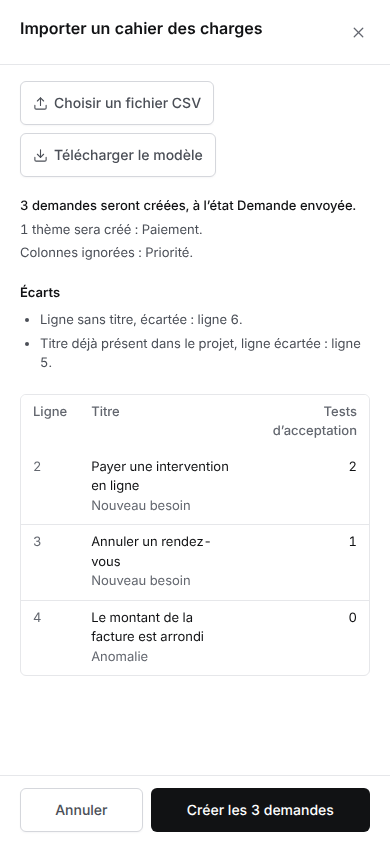 Importer un cahier des charges
Choisir un fichier CSV
Télécharger le modèle
3 demandes seront créées, à l’état Demande envoyée.
1 thème sera créé : Paiement.
Colonnes ignorées : Priorité.
Écarts
• Ligne sans titre, écartée : ligne 6.
• Titre déjà présent dans le projet, ligne écartée : ligne
5.
Ligne Titre Tests
d’acceptation
2 Payer une intervention 2
en ligne
Nouveau besoin
3 Annuler un rendez- 1
vous
Nouveau besoin
4 Le montant de la 0
facture est arrondi
Anomalie
Annuler Créer les 3 demandes